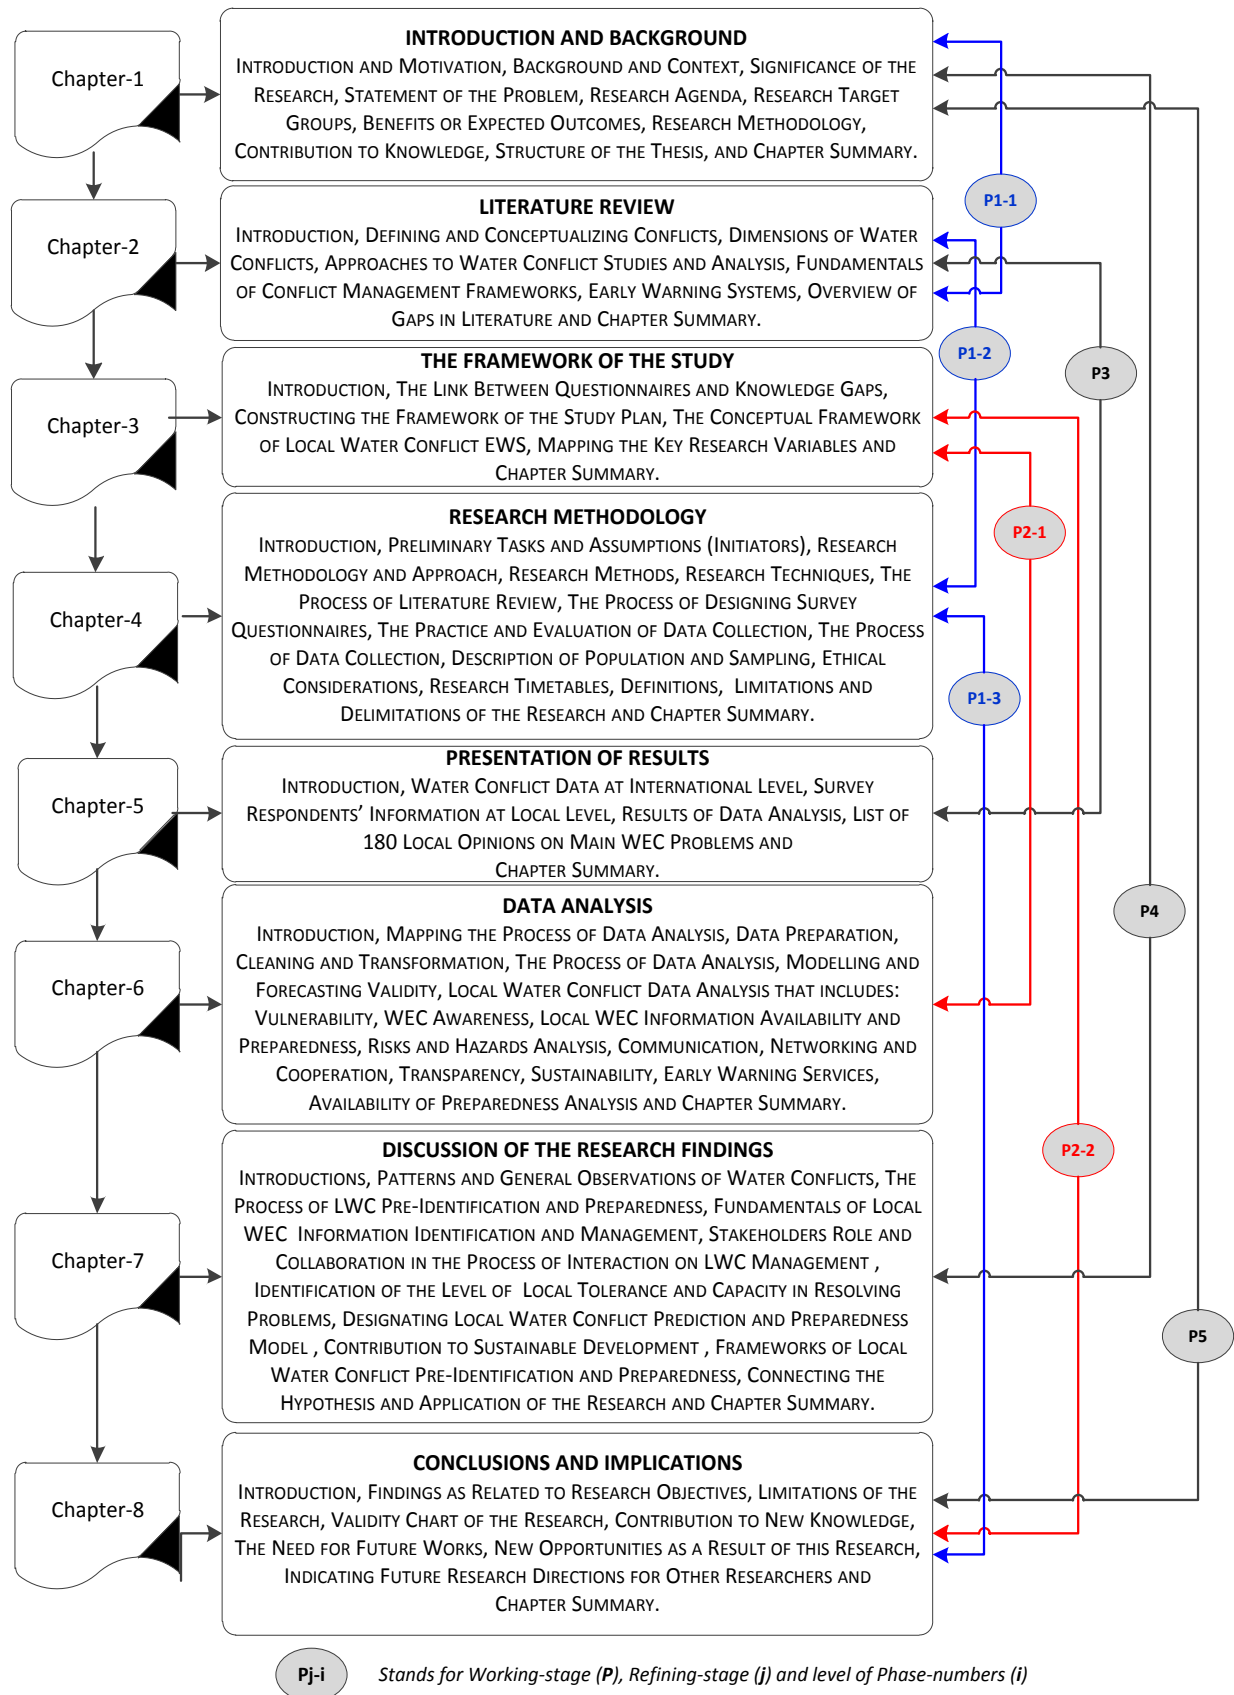 Chapter-1
INTRODUCTION AND BACKGROUND
INTRODUCTION AND MOTIVATION, BACKGROUND AND CONTEXT, SIGNIFICANCE OF THE
RESEARCH, STATEMENT OF THE PROBLEM, RESEARCH AGENDA, RESEARCH TARGET
GROUPS, BENEFITS OR EXPECTED OUTCOMES, RESEARCH METHODOLOGY,
CONTRIBUTION TO KNOWLEDGE, STRUCTURE OF THE THESIS, AND CHAPTER SUMMARY.
P1-1
Chapter-2
LITERATURE REVIEW
INTRODUCTION, DEFINING AND CONCEPTUALIZING CONFLICTS, DIMENSIONS OF WATER
CONFLICTS, APPROACHES TO WATER CONFLICT STUDIES AND ANALYSIS, FUNDAMENTALS
OF CONFLICT MANAGEMENT FRAMEWORKS, EARLY WARNING SYSTEMS, OVERVIEW OF
GAPS IN LITERATURE AND CHAPTER SUMMARY.
P1-2
P3
Chapter-3
THE FRAMEWORK OF THE STUDY
INTRODUCTION, THE LINK BETWEEN QUESTIONNAIRES AND KNOWLEDGE GAPS,
CONSTRUCTING THE FRAMEWORK OF THE STUDY PLAN, THE CONCEPTUAL FRAMEWORK
OF LOCAL WATER CONFLICT EWS, MAPPING THE KEY RESEARCH VARIABLES AND
CHAPTER SUMMARY.
P2-1
Chapter-4
RESEARCH METHODOLOGY
INTRODUCTION, PRELIMINARY TASKS AND ASSUMPTIONS (INITIATORS), RESEARCH
METHODOLOGY AND APPROACH, RESEARCH METHODS, RESEARCH TECHNIQUES, THE
PROCESS OF LITERATURE REVIEW, THE PROCESS OF DESIGNING SURVEY
QUESTIONNAIRES, THE PRACTICE AND EVALUATION OF DATA COLLECTION, THE PROCESS
OF DATA COLLECTION, DESCRIPTION OF POPULATION AND SAMPLING, ETHICAL
CONSIDERATIONS, RESEARCH TIMETABLES, DEFINITIONS, LIMITATIONS AND
DELIMITATIONS OF THE RESEARCH AND CHAPTER SUMMARY.
P1-3
Chapter-5
PRESENTATION OF RESULTS
INTRODUCTION, WATER CONFLICT DATA AT INTERNATIONAL LEVEL, SURVEY
RESPONDENTS' INFORMATION AT LOCAL LEVEL, RESULTS OF DATA ANALYSIS, LIST OF
180 LOCAL OPINIONS ON MAIN WEC PROBLEMS AND
CHAPTER SUMMARY.
P4
Chapter-6
DATA ANALYSIS
INTRODUCTION, MAPPING THE PROCESS OF DATA ANALYSIS, DATA PREPARATION,
CLEANING AND TRANSFORMATION, THE PROCESS OF DATA ANALYSIS, MODELLING AND
FORECASTING VALIDITY, LOCAL WATER CONFLICT DATA ANALYSIS THAT INCLUDES:
VULNERABILITY, WEC AWARENESS, LOCAL WEC INFORMATION AVAILABILITY AND
PREPAREDNESS, RISKS AND HAZARDS ANALYSIS, COMMUNICATION, NETWORKING AND
COOPERATION, TRANSPARENCY, SUSTAINABILITY, EARLY WARNING SERVICES,
AVAILABILITY OF PREPAREDNESS ANALYSIS AND CHAPTER SUMMARY.
P2-2
Chapter-7
DISCUSSION OF THE RESEARCH FINDINGS
INTRODUCTIONS, PATTERNS AND GENERAL OBSERVATIONS OF WATER CONFLICTS, THE
PROCESS OF LWC PRE-IDENTIFICATION AND PREPAREDNESS, FUNDAMENTALS OF LOCAL
WEC INFORMATION IDENTIFICATION AND MANAGEMENT, STAKEHOLDERS ROLE AND
COLLABORATION IN THE PROCESS OF INTERACTION ON LWC MANAGEMENT ,
IDENTIFICATION OF THE LEVEL OF LOCAL TOLERANCE AND CAPACITY IN RESOLVING
PROBLEMS, DESIGNATING LOCAL WATER CONFLICT PREDICTION AND PREPAREDNESS
MODEL , CONTRIBUTION TO SUSTAINABLE DEVELOPMENT , FRAMEWORKS OF LOCAL
WATER CONFLICT PRE-IDENTIFICATION AND PREPAREDNESS, CONNECTING THE
HYPOTHESIS AND APPLICATION OF THE RESEARCH AND CHAPTER SUMMARY.
P5
Chapter-8
CONCLUSIONS AND IMPLICATIONS
INTRODUCTION, FINDINGS AS RELATED TO RESEARCH OBJECTIVES, LIMITATIONS OF THE
RESEARCH, VALIDITY CHART OF THE RESEARCH, CONTRIBUTION TO NEW KNOWLEDGE,
THE NEED FOR FUTURE WORKS, NEW OPPORTUNITIES AS A RESULT OF THIS RESEARCH,
INDICATING FUTURE RESEARCH DIRECTIONS FOR OTHER RESEARCHERS AND
CHAPTER SUMMARY.
Pj-i
Stands for Working-stage (P), Refining-stage (j) and level of Phase-numbers (i)